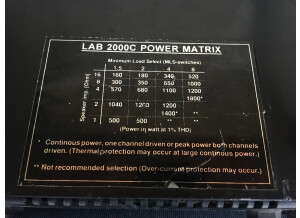 LAB 2000C POWER MATRIX
Minimum Load Select (MLS-switches)
1.5 2 4 8
Speaker imp. [Ohm]
16 160 180 340 520
8 300 350 650 1000
4 570 680 1100 1200
1800*
2 1040 1200 1200
1400* **
1 500 500 ** **
(Power in watt at 1% THD)
* Continuous power, one channel driven or peak power both channels
driven. (Thermal protection may occur at large continous power.)
** Not recommended selection (Over-current protection may occur)